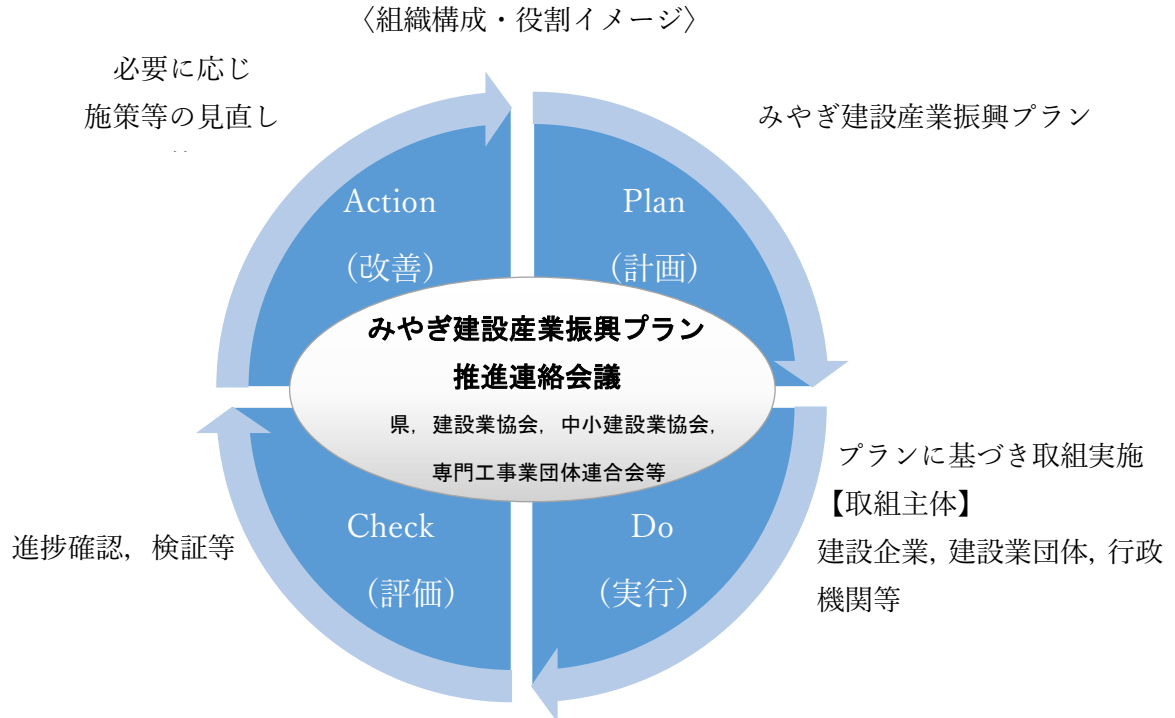 〈組織構成・役割イメージ〉
必要に応じ
施策等の見直し
みやぎ建設産業振興プラン
Action
（改善）
Plan
（計画）
みやぎ建設産業振興プラン
推進連絡会議
県，建設業協会，中小建設業協会，
専門工事業団体連合会等
プランに基づき取組実施
【取組主体】
建設企業，建設業団体，行政
機関等
進捗確認，検証等
Check
（評価）
Do
（実行）